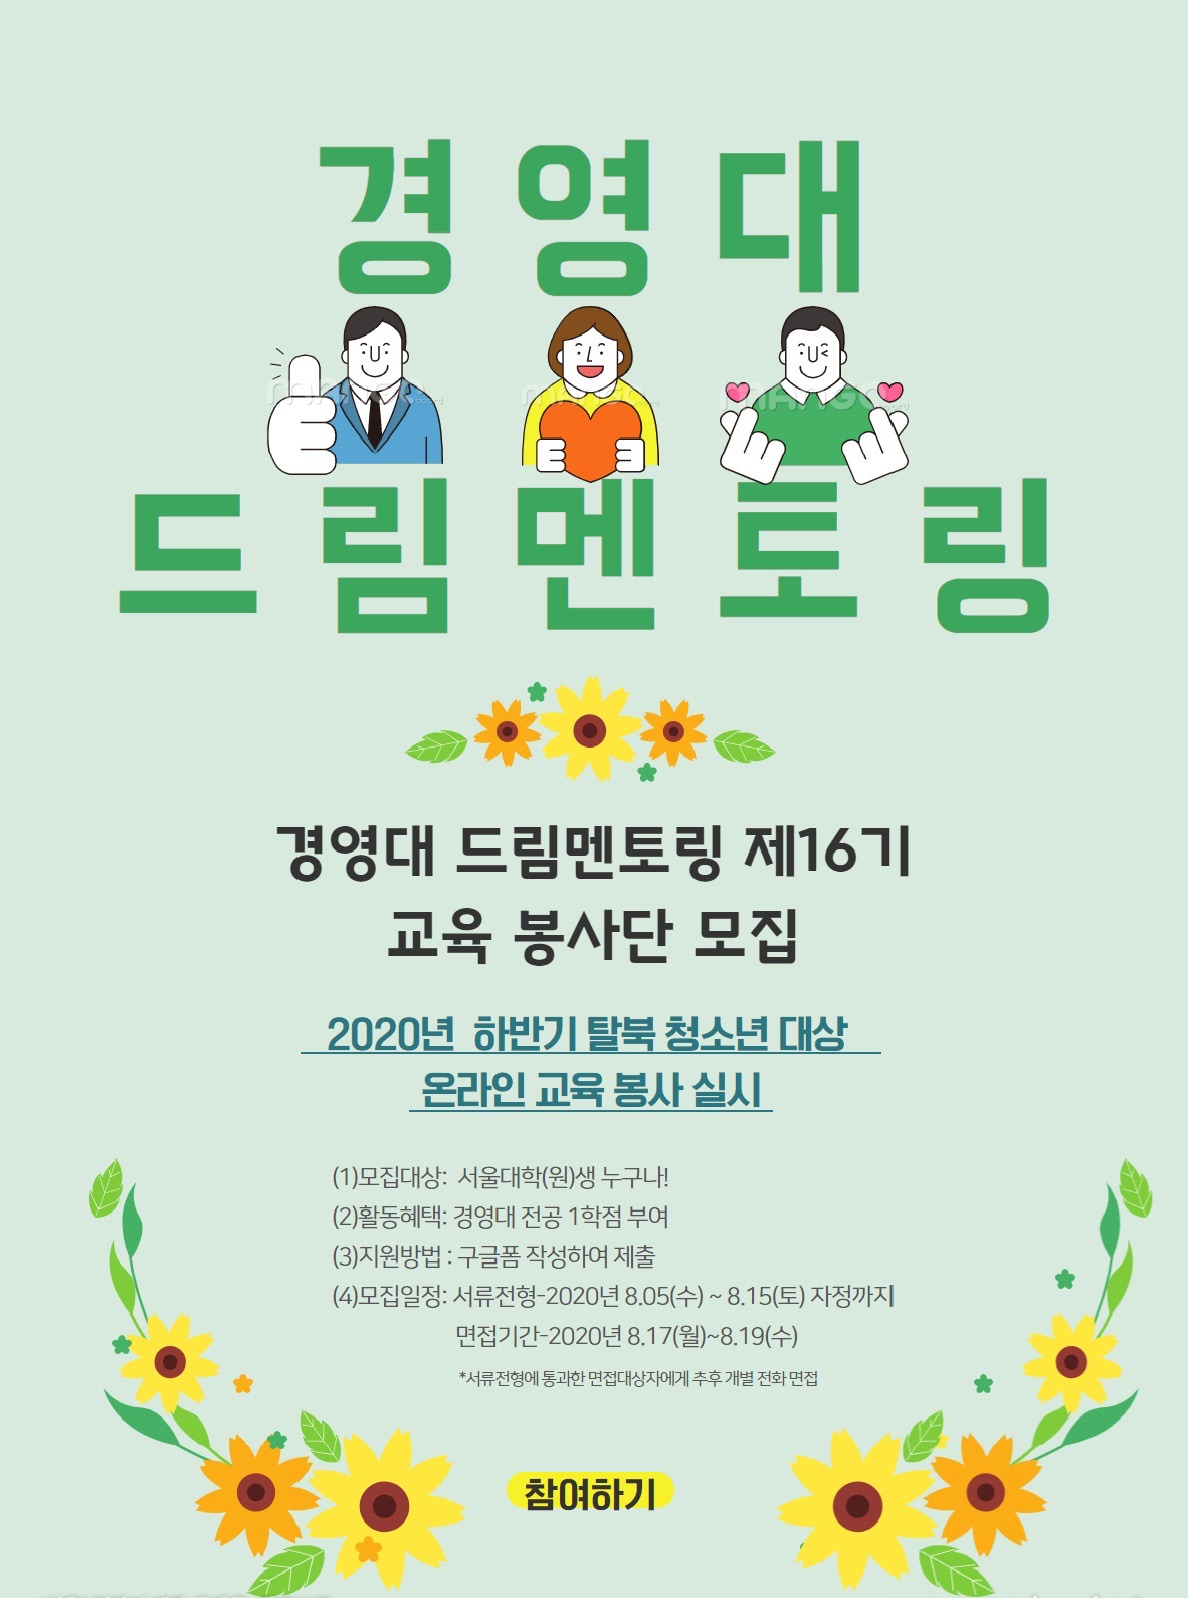 경영대
드림멘토링
경영대 드림멘토링 제16기
교육 봉사단 모집
2020년 하반기 탈북 청소년 대상
온라인 교육 봉사 실시
(1)모집대상: 서울대학(원)생 누구나!
(2)활동혜택: 경영대 전공 1학점 부여
(3)지원방법 : 구글폼 작성하여 제출
(4)모집일정: 서류전형-2020년 8.05(수) ~ 8.15(토) 자정까지
면접기간-2020년 8.17(월)~8.19(수)
*서류전형에 통과한 면접대상자에게 추후 개별 전화 면접
참여하기